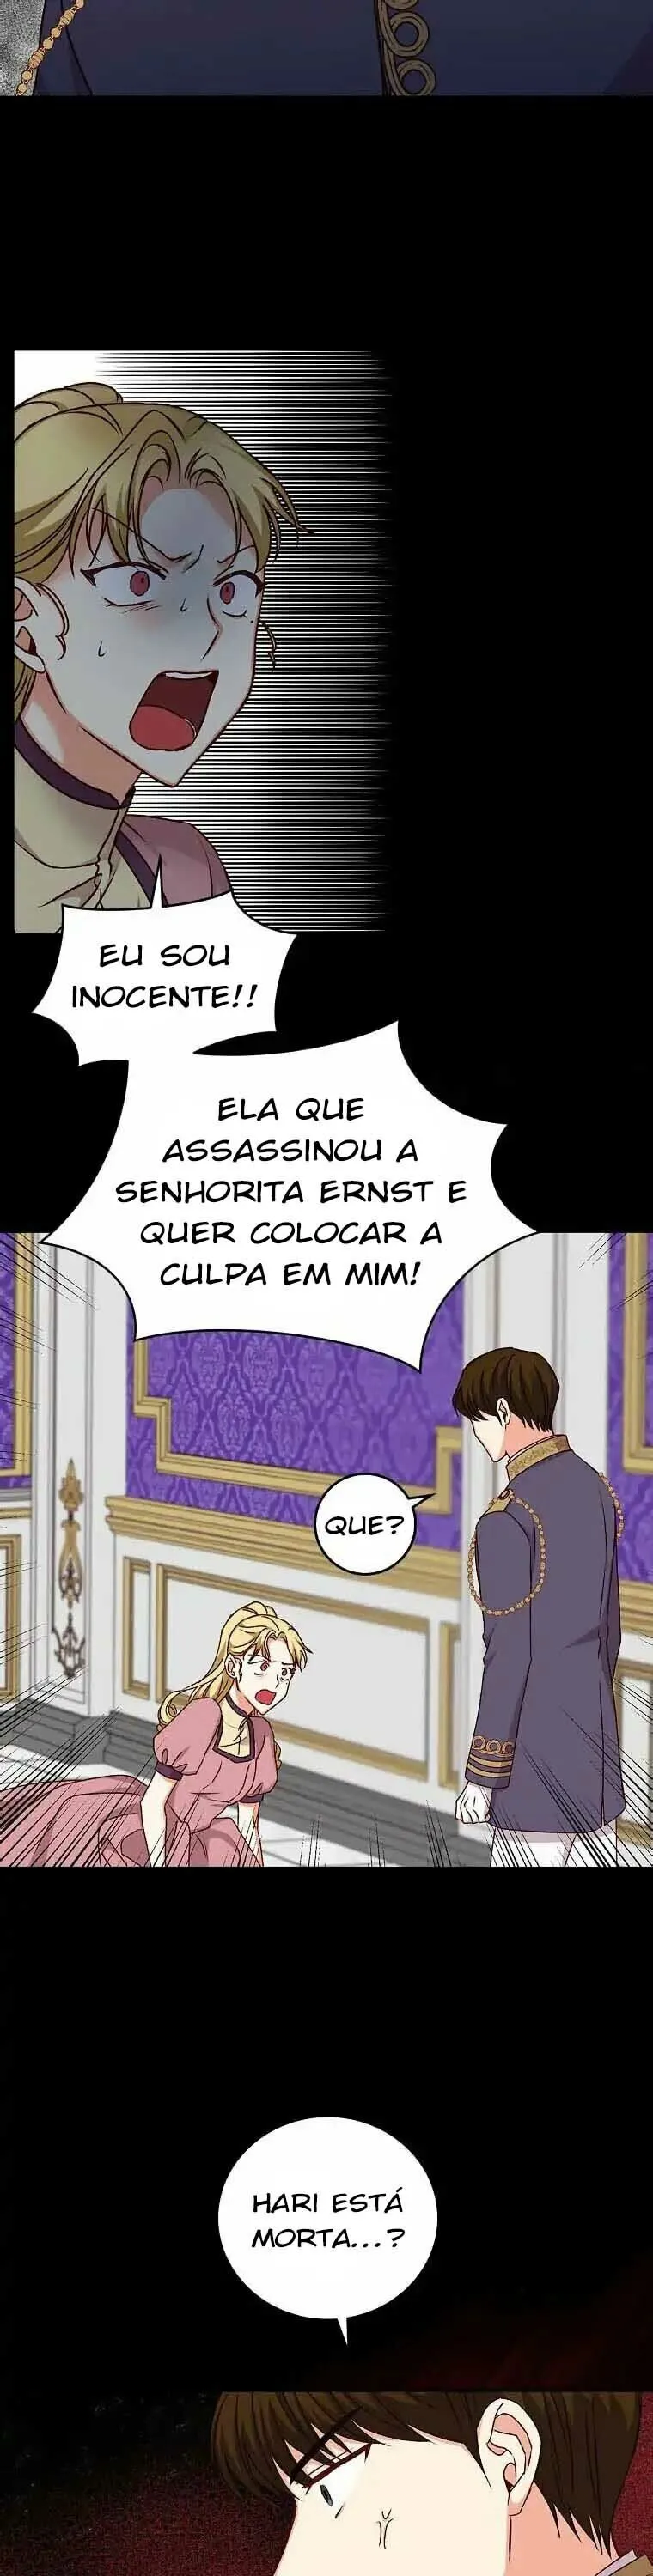 EU SOU
INOCENTE!!
ELA QUE
ASSASSINOU A
SENHORITA ERNST E
QUER COLOCAR A
CULPA EM MIM!
QUE?
HARI ESTÁ
MORTA...?